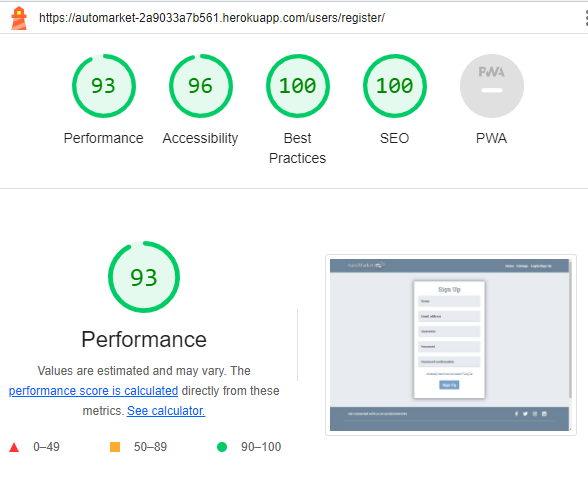 https://automarket-2a9033a7b561.herokuapp.com/users/register/
93
96
100
100
PWA
Performance
Accessibility
Best
Practices
SEO
PWA
93
Performance
Values are estimated and may vary. The
performance score is calculated directly from these
metrics. See calculator.
0–49
50–89
90–100
Sign Up
Name
Email address
Username
Password
Password confirmation
Sign Up